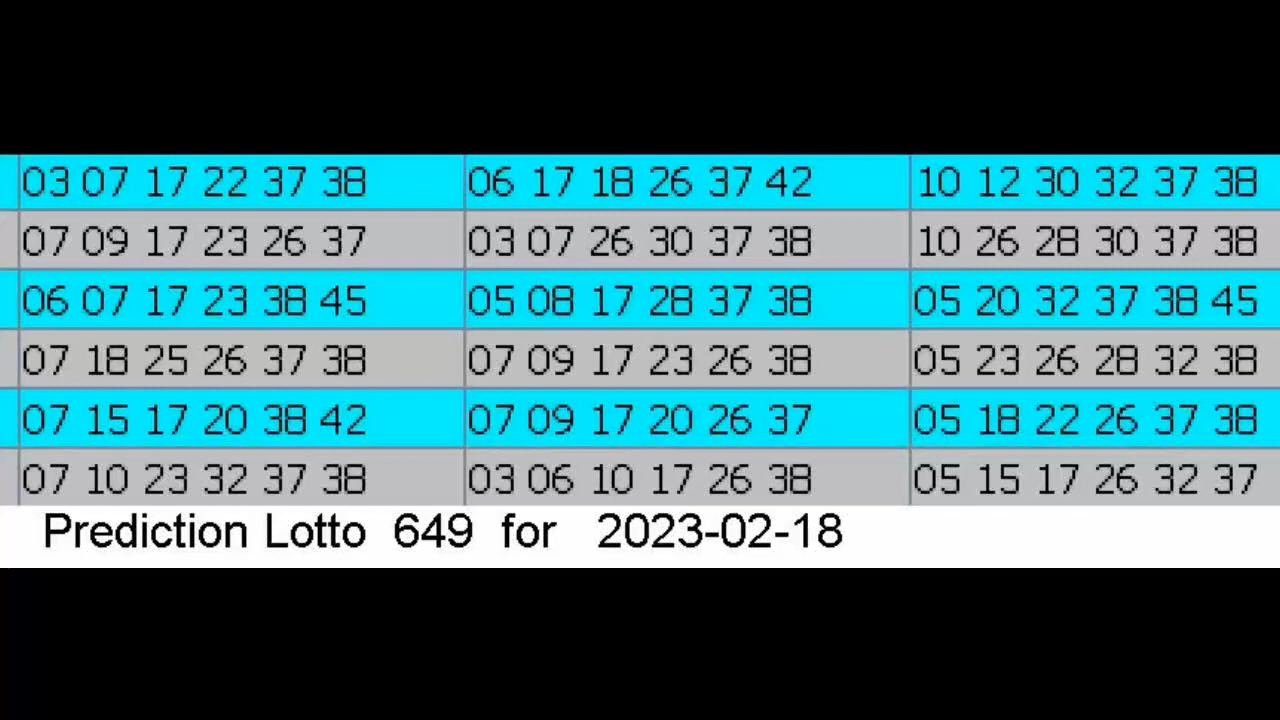 03 07 17 22 37 38 06 17 18 26 37 42 10 12 30 32 37 38
07 09 17 23 26 37 03 07 26 30 37 38 10 26 28 30 37 38
06 07 17 23 38 45 05 08 17 28 37 38 05 20 32 37 38 45
07 18 25 26 37 38 07 09 17 23 26 38 05 23 26 28 32 38
07 15 17 20 38 42 07 09 17 20 26 37 05 18 22 26 37 38
07 10 23 32 37 38 03 06 10 17 26 38 05 15 17 26 32 37
Prediction Lotto 649 for 2023-02-18